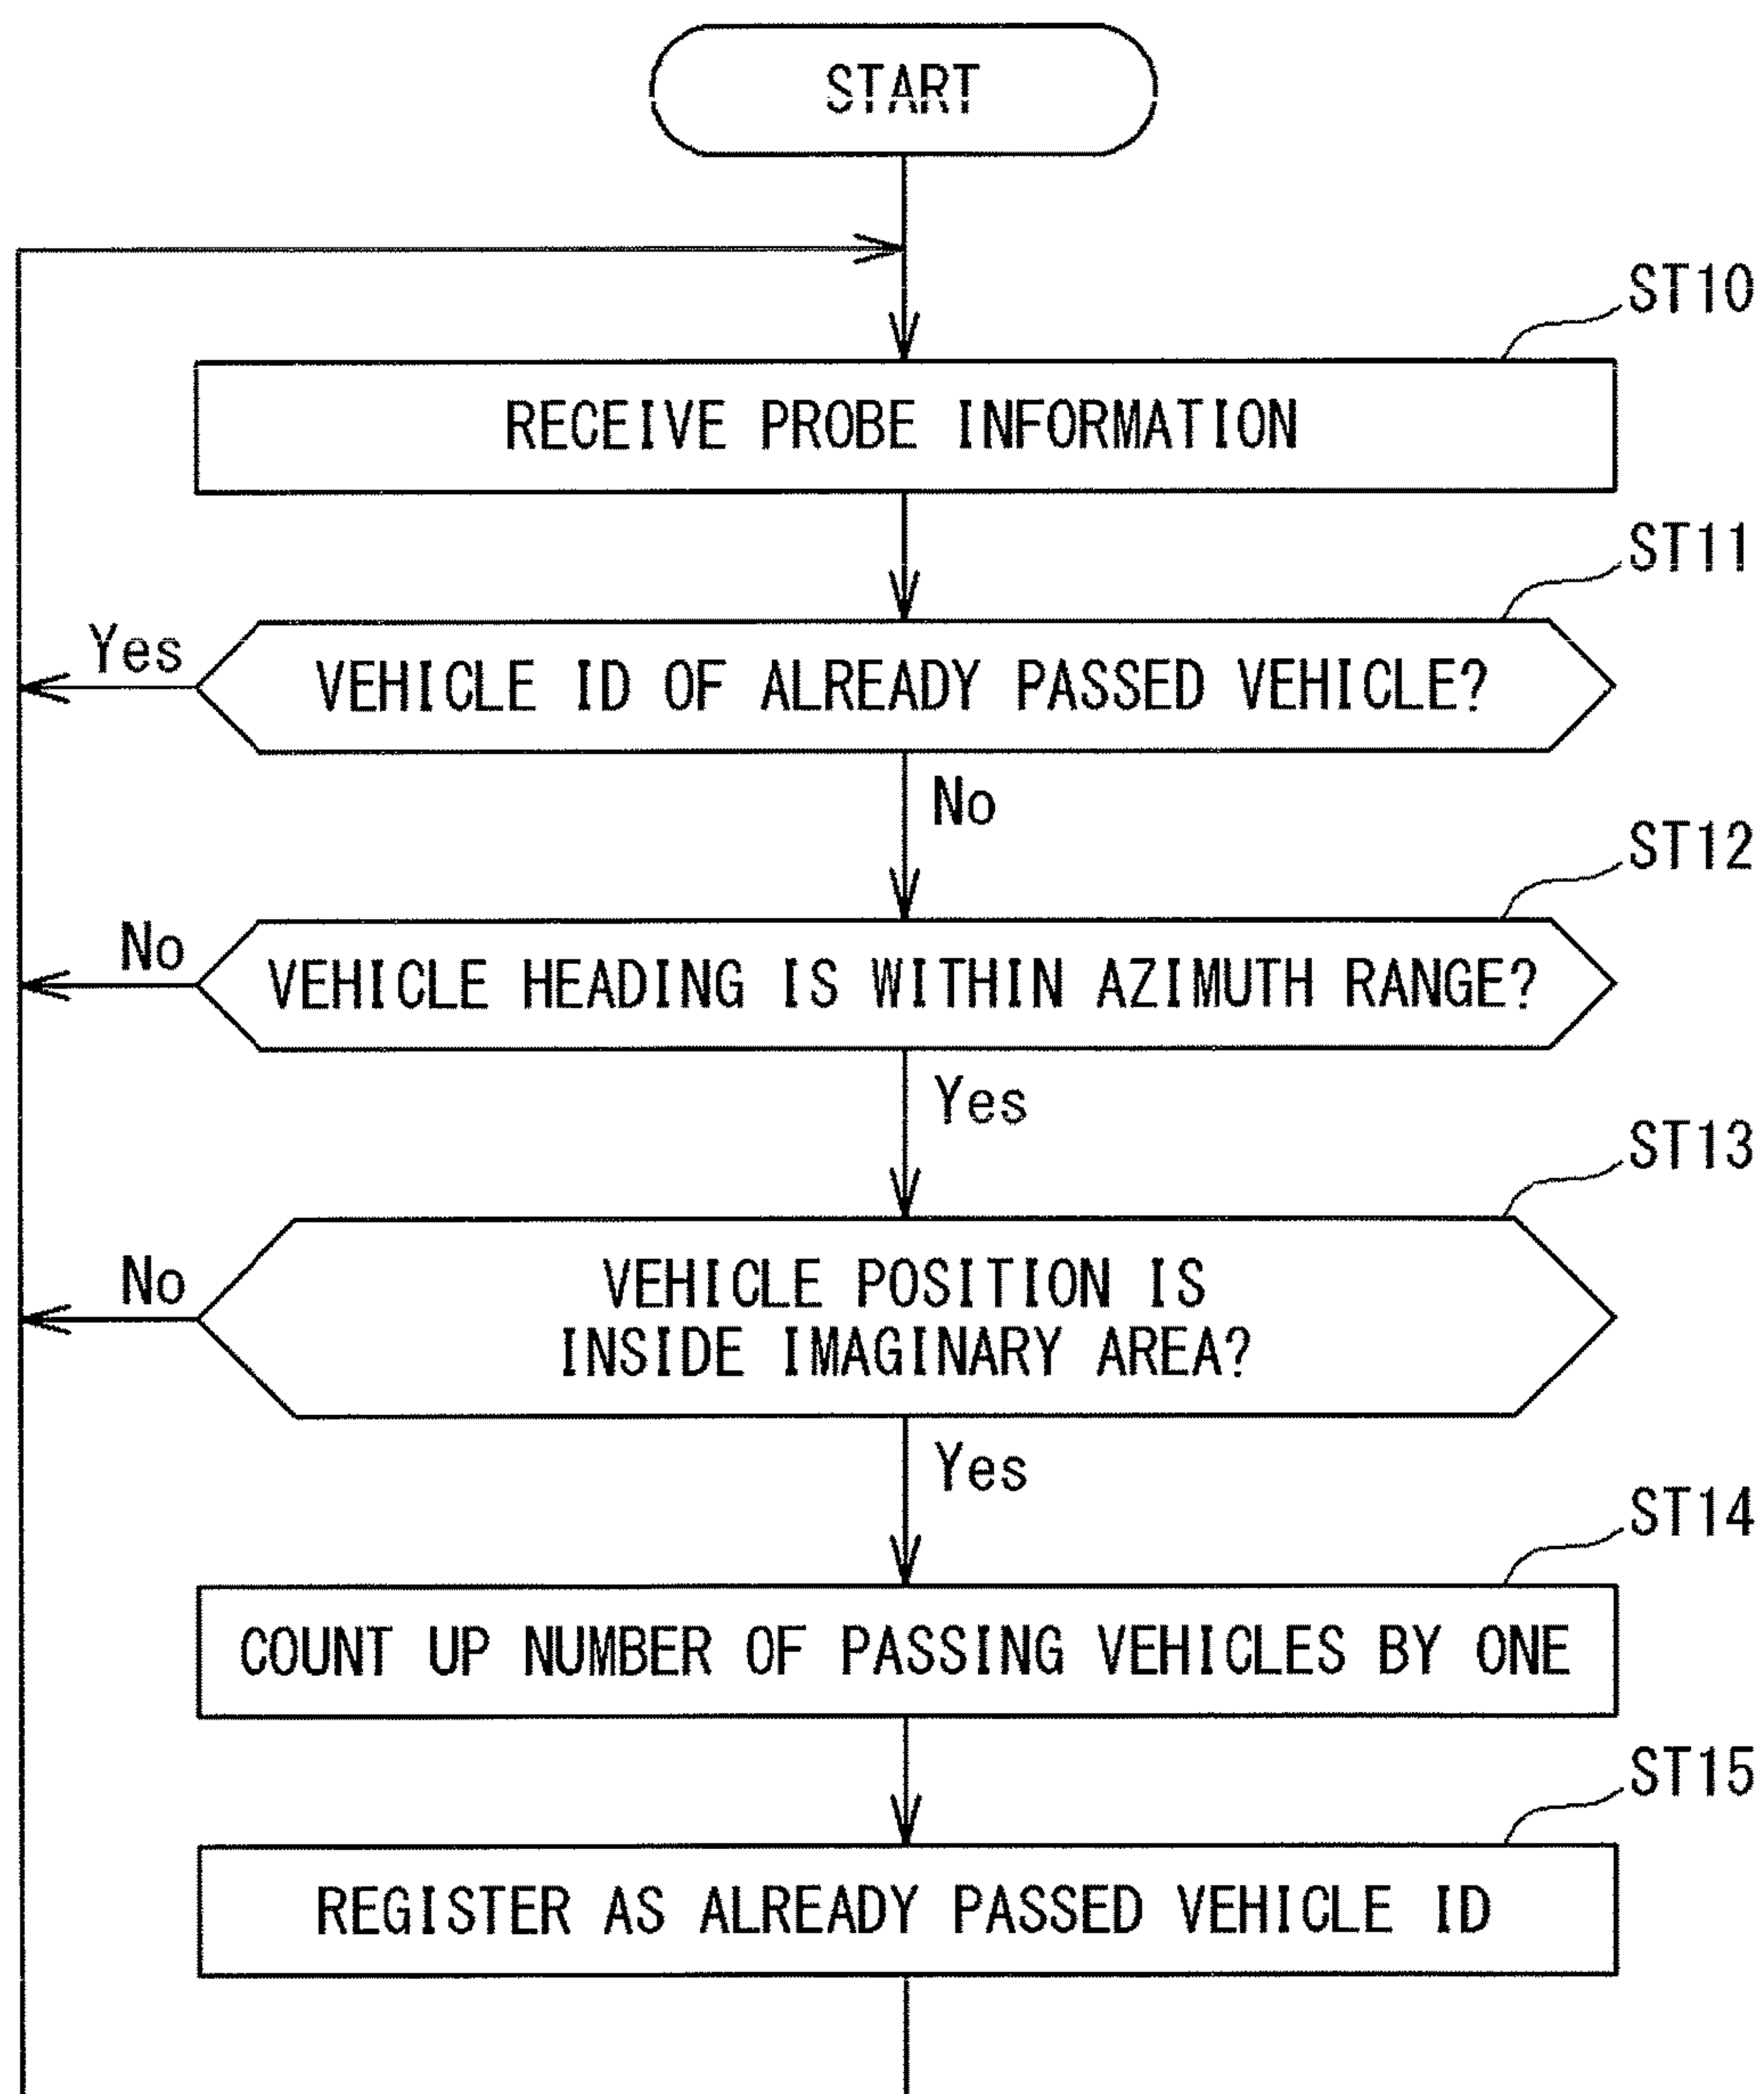 START
ST10
RECEIVE PROBE INFORMATION
ST11
Yes
VEHICLE ID OF ALREADY PASSED VEHICLE?
No
ST12
No
VEHICLE HEADING IS WITHIN AZIMUTH RANGE?
Yes
ST13
No
VEHICLE POSITION IS
INSIDE IMAGINARY AREA?
Yes
ST14
COUNT UP NUMBER OF PASSING VEHICLES BY ONE
ST15
REGISTER AS ALREADY PASSED VEHICLE ID